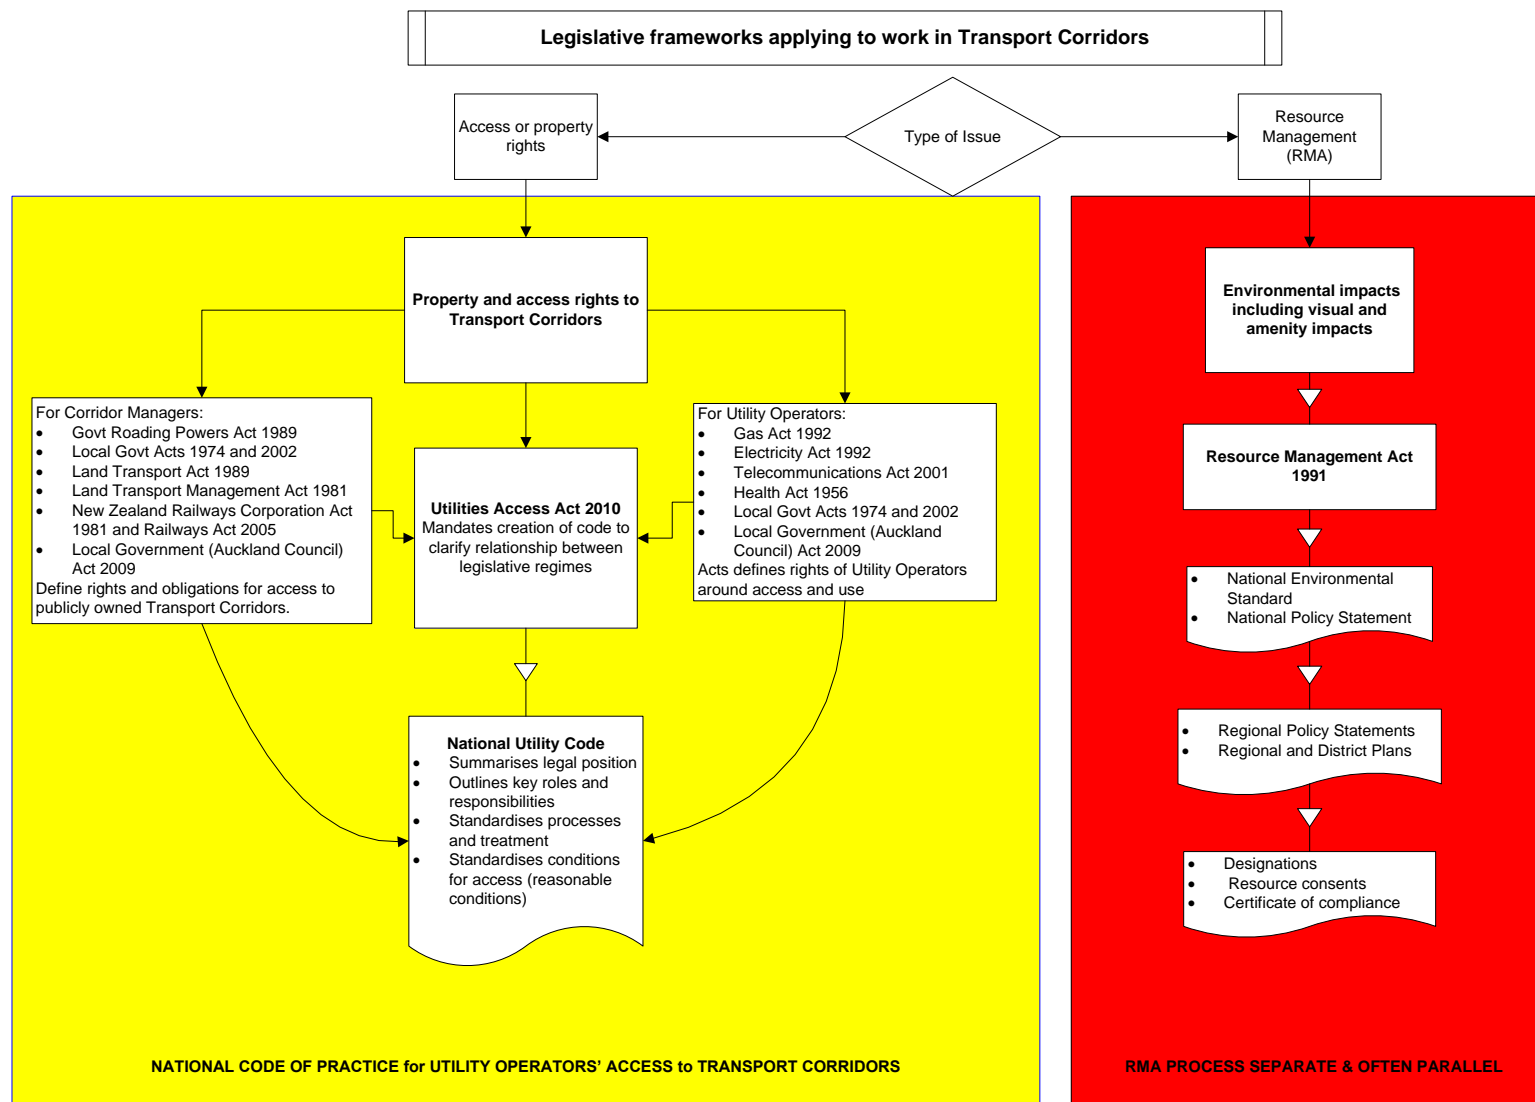 Legislative frameworks applying to work in Transport Corridors
Access or property
rights
Type of Issue
Resource
Management
(RMA)
Property and access rights to
Transport Corridors
For Corridor Managers:
• Govt Roading Powers Act 1989
• Local Govt Acts 1974 and 2002
• Land Transport Act 1989
• Land Transport Management Act 1981
• New Zealand Railways Corporation Act
1981 and Railways Act 2005
• Local Government (Auckland Council)
Act 2009
Define rights and obligations for access to
publicly owned Transport Corridors.
Utilities Access Act 2010
Mandates creation of code to
clarify relationship between
legislative regimes
For Utility Operators:
• Gas Act 1992
• Electricity Act 1992
• Telecommunications Act 2001
• Health Act 1956
• Local Govt Acts 1974 and 2002
• Local Government (Auckland
Council) Act 2009
Acts defines rights of Utility Operators
around access and use
National Utility Code
• Summarises legal position
• Outlines key roles and
responsibilities
• Standardises processes
and treatment
• Standardises conditions
for access (reasonable
conditions)
NATIONAL CODE OF PRACTICE for UTILITY OPERATORS’ ACCESS to TRANSPORT CORRIDORS
Environmental impacts
including visual and
amenity impacts
Resource Management Act
1991
• National Environmental
Standard
• National Policy Statement
• Regional Policy Statements
• Regional and District Plans
• Designations
• Resource consents
• Certificate of compliance
RMA PROCESS SEPARATE & OFTEN PARALLEL